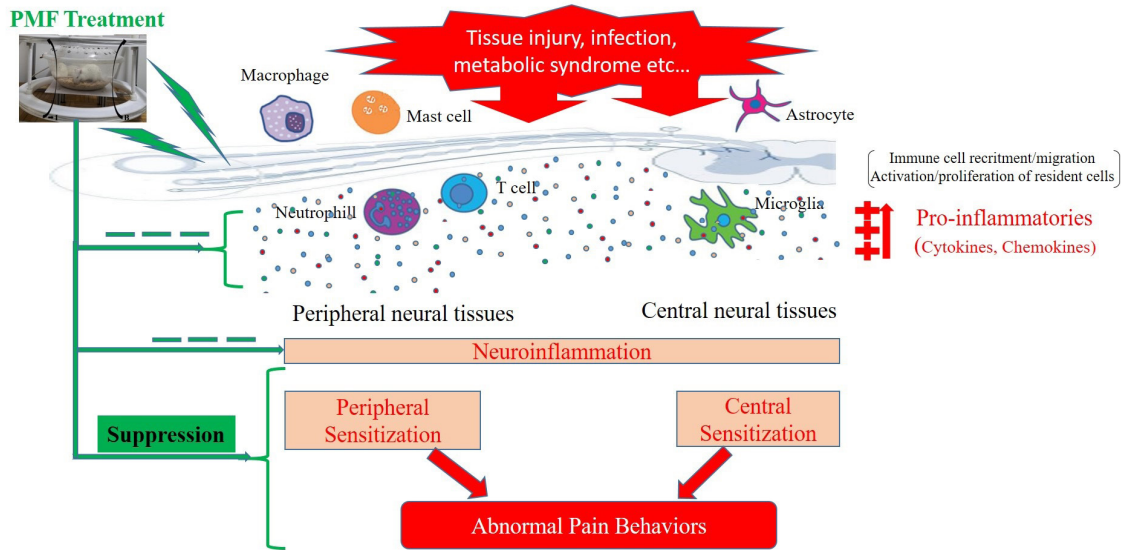 PMF Treatment
Tissue injury, infection,
metabolic syndrome etc…
Macrophage
Mast cell
Astrocyte
Immune cell recritment/migration
Activation/proliferation of resident cells
T cell
Neutrophill
Microglia
Pro-inflammatories
(Cytokines, Chemokines)
Peripheral neural tissues
Central neural tissues
Neuroinflammation
Peripheral
Sensitization
Central
Sensitization
Suppression
Abnormal Pain Behaviors